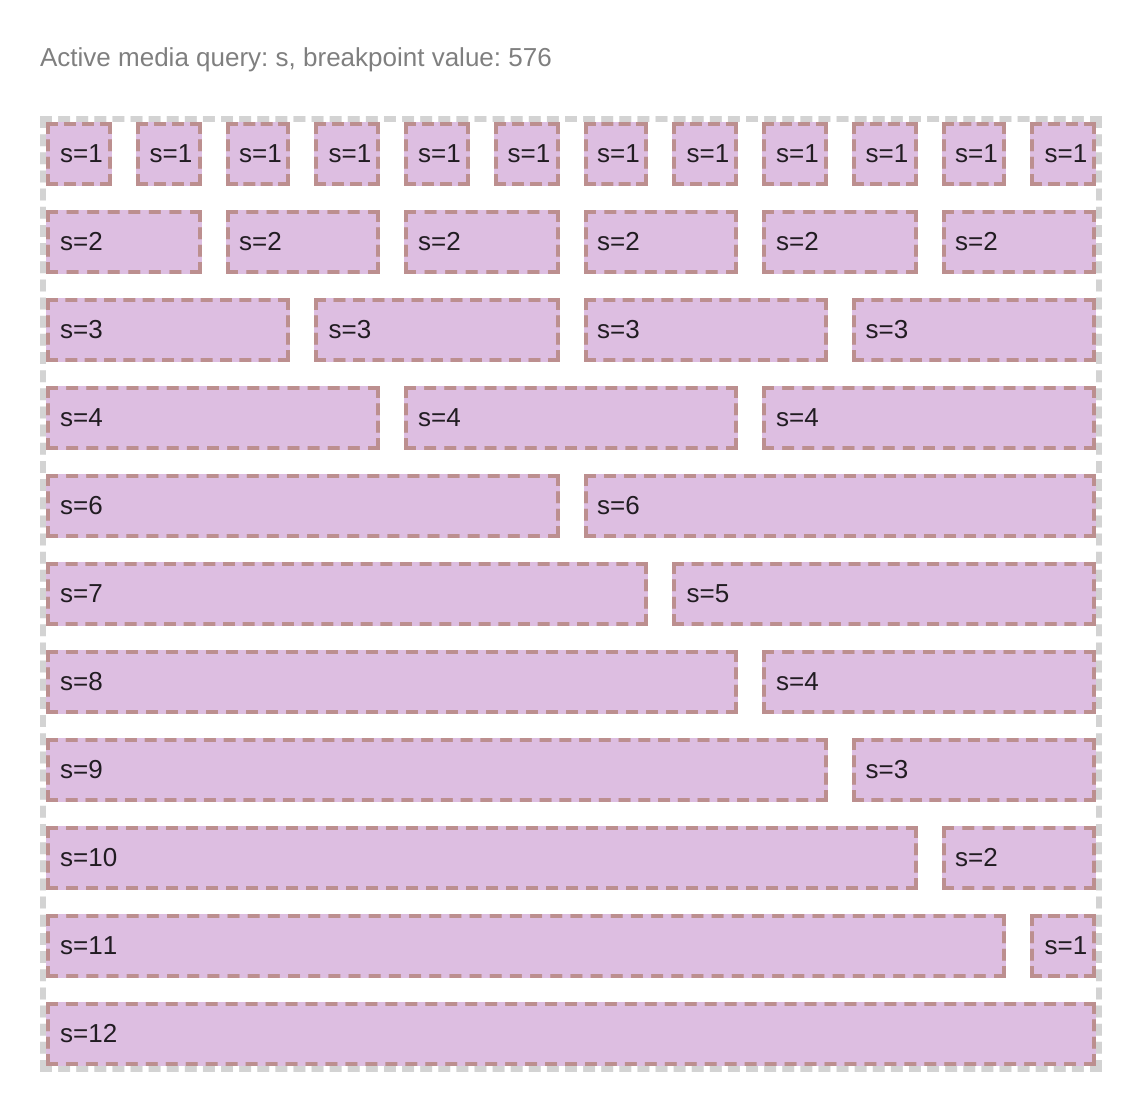 Active media query: s, breakpoint value: 576
s=1 s=1 s=1 s=1 s=1 s=1 s=1 s=1 s=1 s=1 s=1 s=1
s=2 s=2 s=2 s=2 s=2 s=2
s=3 s=3 s=3 s=3
s=4 s=4 s=4
s=6 s=6
s=7 s=5
s=8 s=4
s=9 s=3
s=10 s=2
s=11 s=1
s=12